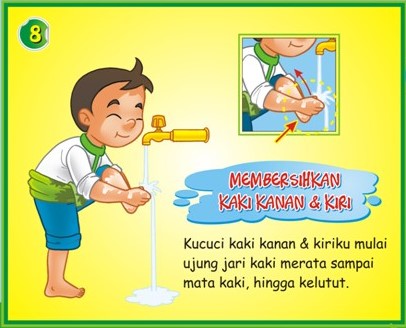 8
MEMBERSIHKAN
KAKI KANAN & KIRI
Kucuci kaki kanan & kiriku mulai
ujung jari kaki merata sampai
mata kaki, hingga kelutut.